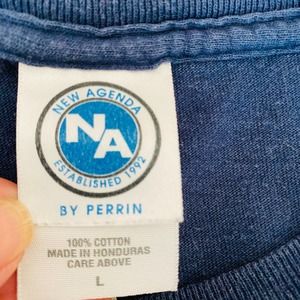 NEW AGENDA
NA
ESTABLISHED 1992
BY PERRIN
100% COTTON
MADE IN HONDURAS
CARE ABOVE
L